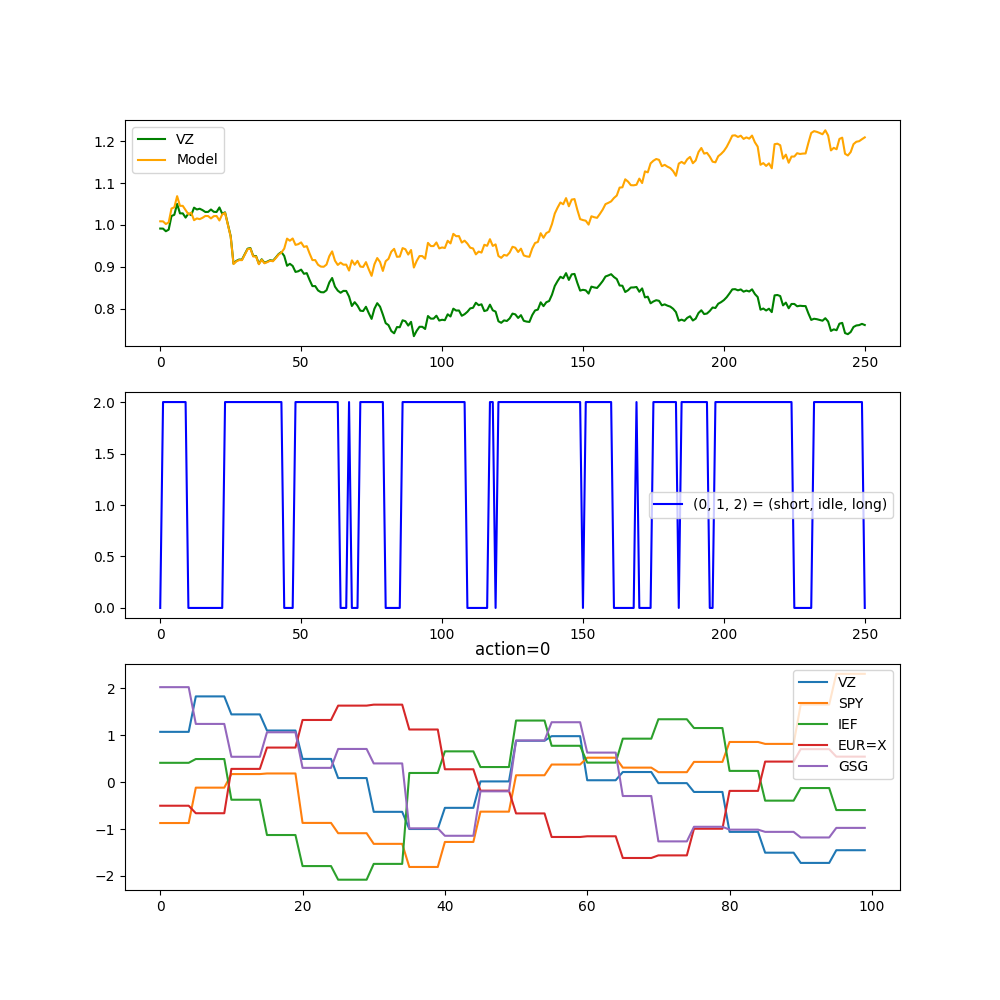 VZ
Model
1.2
1.1
1.0
0.9
0.8
0 50 100 150 200 250
2.0
1.5
1.0
0.5
0.0
(0, 1, 2) = (short, idle, long)
0 50 100 150 200 250
action=0
2
1
0
−1
−2
VZ
SPY
IEF
EUR=X
GSG
0 20 40 60 80 100